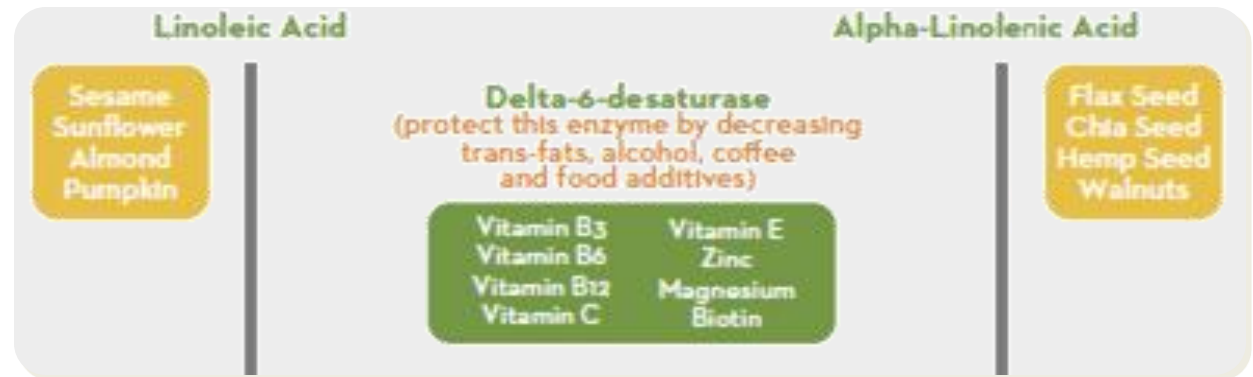 Linoleic Acid
Alpha-Linolenic Acid
Sesame
Sunflower
Almond
Pumpkin
Delta-6-desaturase
(protect this enzyme by decreasing
trans-fats, alcohol, coffee
and food additives)
Vitamin B3
Vitamin B6
Vitamin B12
Vitamin C
Vitamin E
Zinc
Magnesium
Biotin
Flax Seed
Chia Seed
Hemp Seed
Walnuts